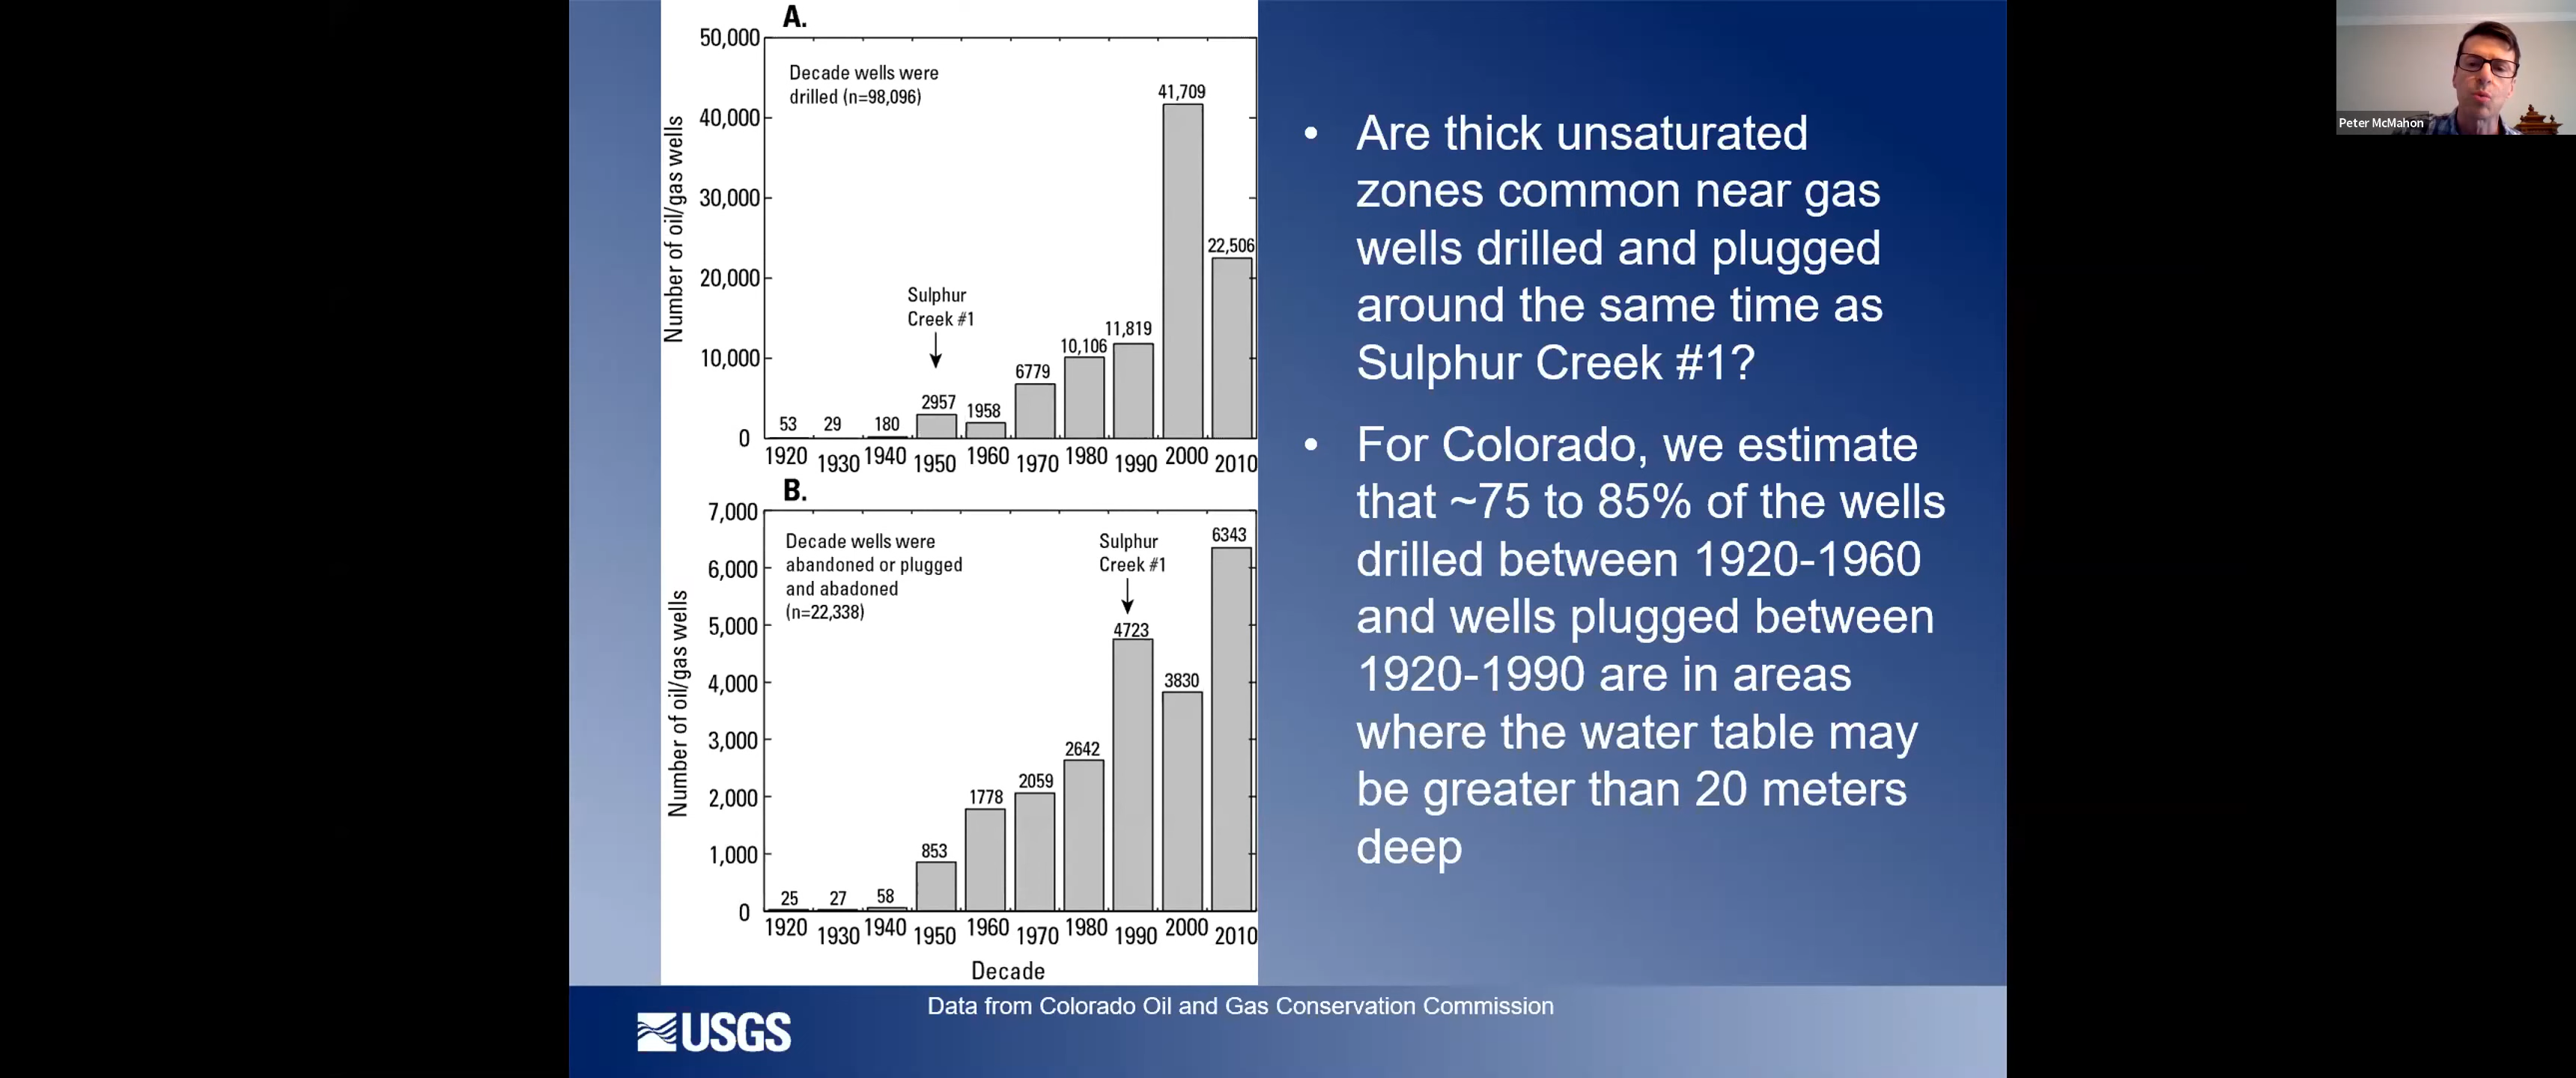 A.
50,000
40,000
30,000
20,000
10,000
0
Number of oil/gas wells
Decade wells were
drilled (n=98,096)
Sulphur
Creek #1
53
29
180
2957
1958
6779
10,106
11,819
41,709
22,506
1920
1930
1940
1950
1960
1970
1980
1990
2000
2010
B.
7,000
6,000
5,000
4,000
3,000
2,000
1,000
0
Number of oil/gas wells
Decade wells were
abandoned or plugged
and abadoned
(n=22,338)
Sulphur
Creek #1
25
27
58
853
1778
2059
2642
4723
3830
6343
1920
1930
1940
1950
1960
1970
1980
1990
2000
2010
Decade
• Are thick unsaturated
zones common near gas
wells drilled and plugged
around the same time as
Sulphur Creek #1?
• For Colorado, we estimate
that ~75 to 85% of the wells
drilled between 1920-1960
and wells plugged between
1920-1990 are in areas
where the water table may
be greater than 20 meters
deep
Data from Colorado Oil and Gas Conservation Commission
USGS
Peter McMahon